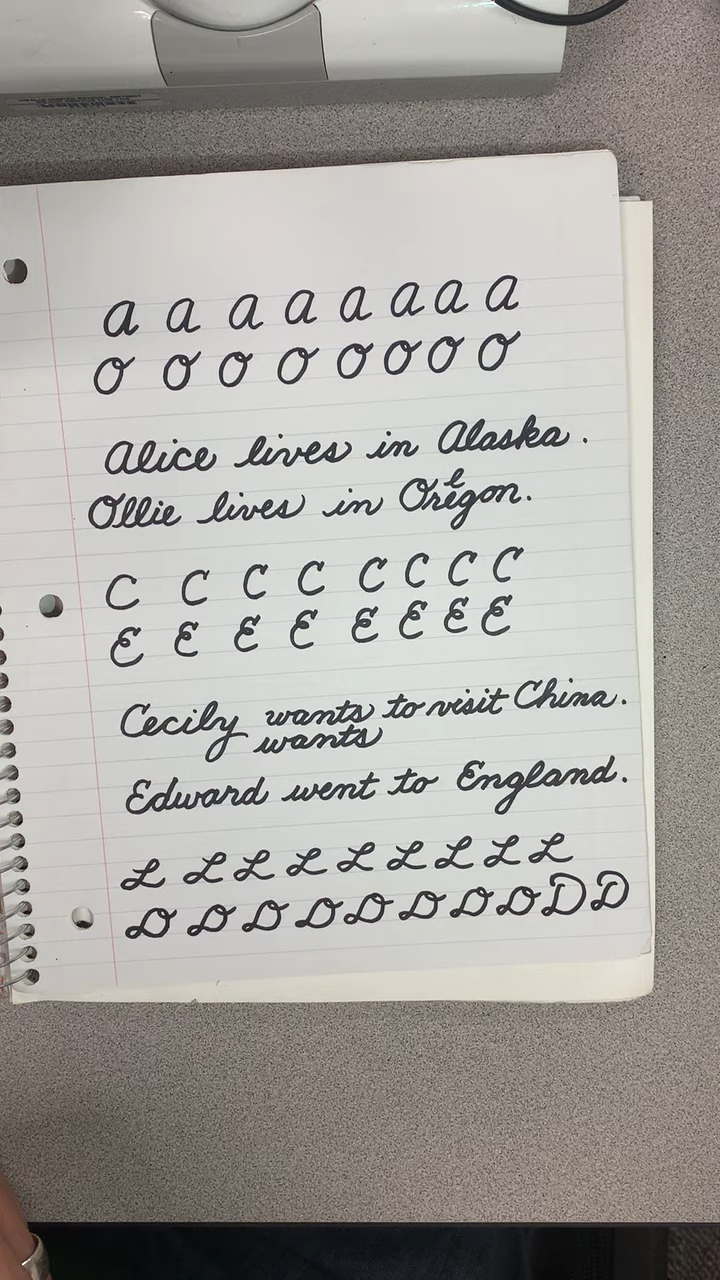 a a a a a a a a
O O O O O O O O
Alice lives in Alaska.
e
Ollie lives in Oregon.
C C C C C C C C
E E E E E E E E
Cecily wants to visit China.
wants
Edward went to England.
L L L L L L L L L
D D D D D D D D D D